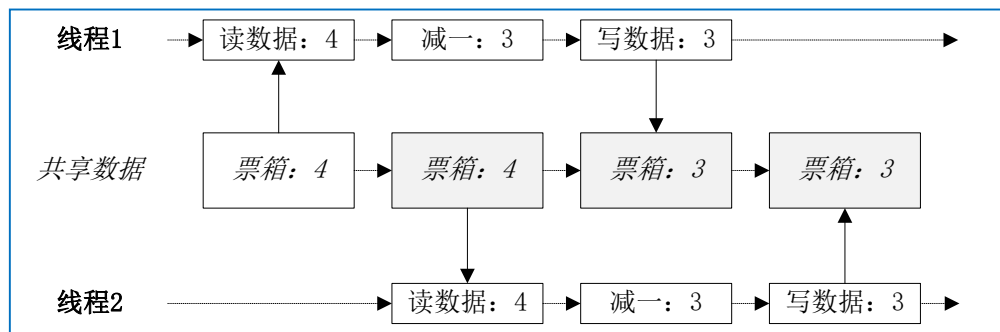 线程1 读数据：4 减一：3 写数据：3
共享数据 票箱：4 票箱：4 票箱：3 票箱：3
线程2 读数据：4 减一：3 写数据：3